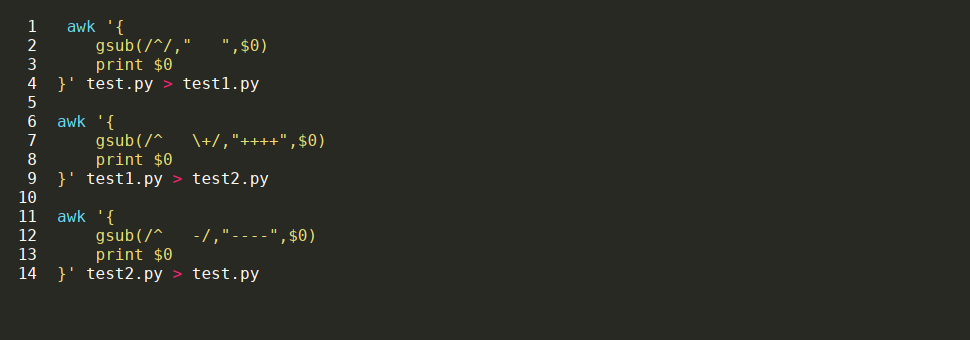 1    awk '{
2       gsub(/^/,"   ",$0)
3       print $0
4   }' test.py > test1.py
5
6   awk '{
7       gsub(/^   \+/,"++++",$0)
8       print $0
9   }' test1.py > test2.py
10
11  awk '{
12      gsub(/^   -/,"----",$0)
13      print $0
14  }' test2.py > test.py